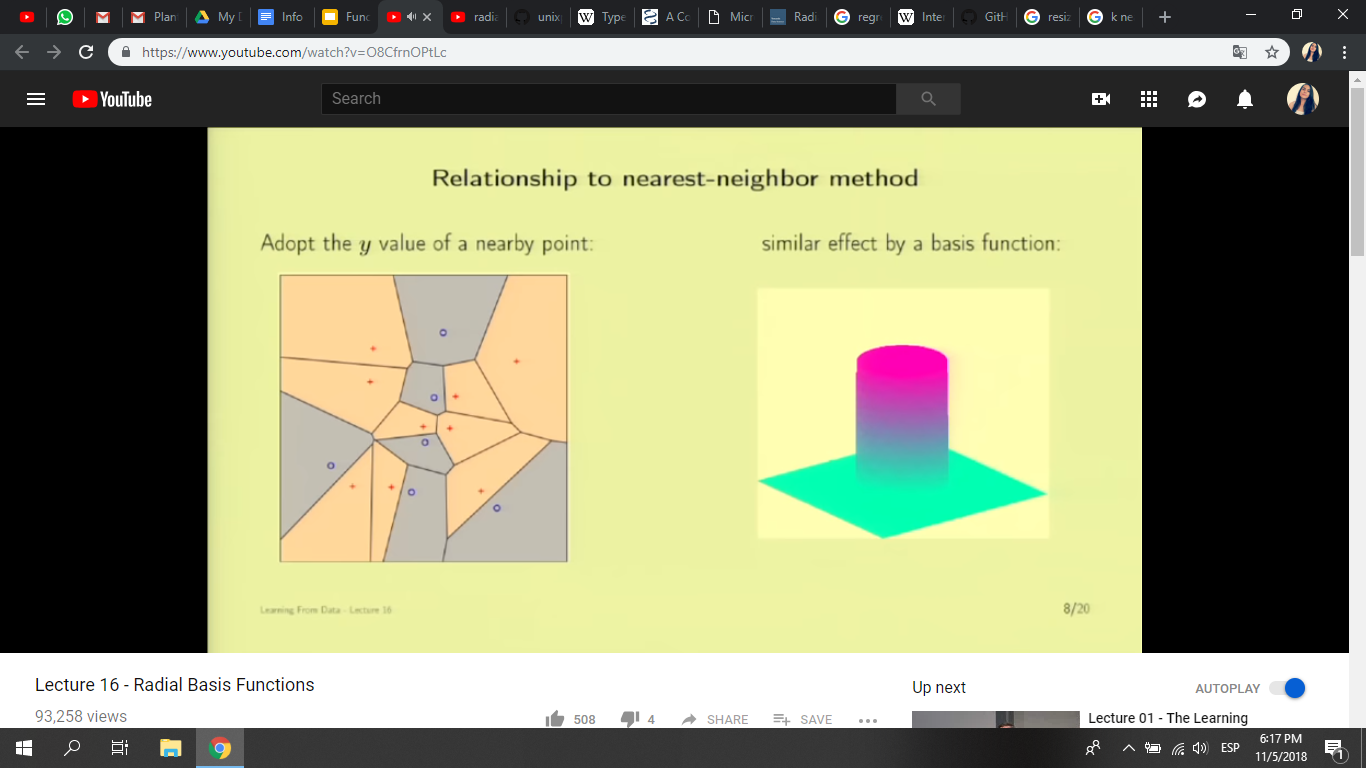 Plan
My D
Info
Func
radia
unix
Type
A Co
Micr
Radi
regr
Inter
GitH
resiz
k ne
https://www.youtube.com/watch?v=O8CfrnOPtLc
YouTube
Search
Relationship to nearest-neighbor method
Adopt the y value of a nearby point:
similar effect by a basis function:
Learning From Data - Lecture 16
8/20
Lecture 16 - Radial Basis Functions
93,258 views
508
4
SHARE
SAVE
Up next
AUTOPLAY
Lecture 01 - The Learning
ESP
6:17 PM
11/5/2018
1